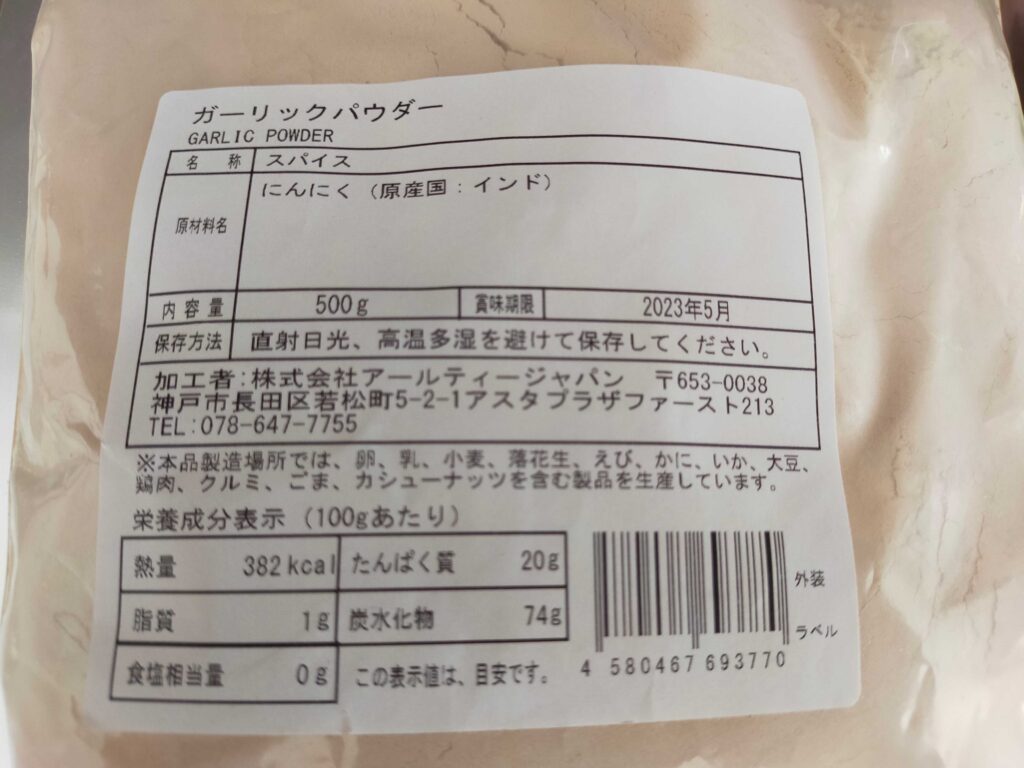 ガーリックパウダー
GARLIC POWDER
名 称 スパイス
原材料名 にんにく（原産国：インド）
内容量 500g 賞味期限 2023年5月
保存方法 直射日光、高温多湿を避けて保存してください。
加工者:株式会社アールティージャパン 〒653-0038
神戸市長田区若松町5-2-1アスタプラザファースト213
TEL:078-647-7755
※本品製造場所では、卵、乳、小麦、落花生、えび、かに、いか、大豆、
鶏肉、クルミ、ごま、カシューナッツを含む製品を生産しています。
栄養成分表示（100gあたり）
熱量 382kcal たんぱく質 20g
脂質 1g 炭水化物 74g
食塩相当量 0g この表示値は、目安です。
外装
ラベル
4 580467 693770